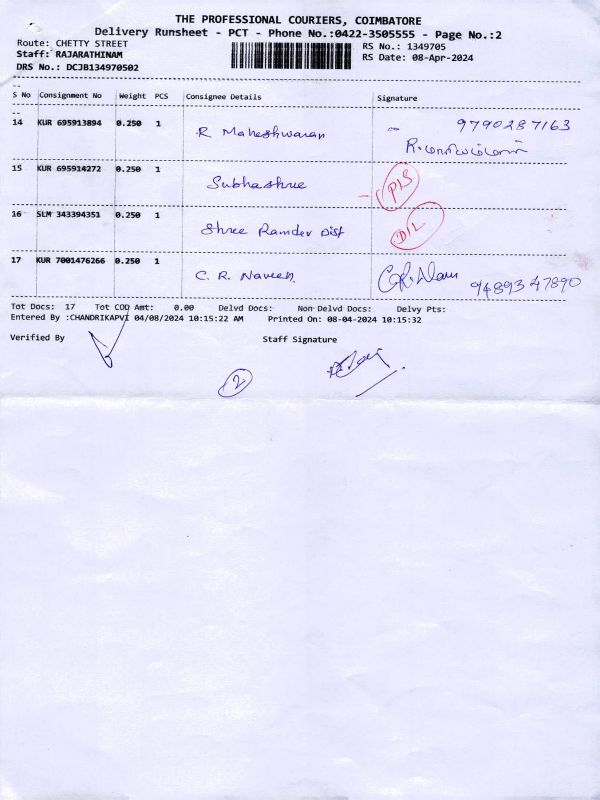 THE PROFESSIONAL COURIERS, COIMBATORE
Delivery Runsheet - PCT - Phone No.:0422-3505555 - Page No.:2
Route: CHETTY STREET RS No.: 1349705
Staff: RAJARATHINAM RS Date: 08-Apr-2024
DRS No.: DCJB134970502
S No Consignment No Weight PCS Consignee Details Signature
14 KUR 695913894 0.250 1 R Maheshwaran 9790287163
15 KUR 695914272 0.250 1 Subhashree P/S
16 SLM 343394351 0.250 1 Shree Ramdev Dist D/L
17 KUR 7001476266 0.250 1 C. R. Naveen 94893 47890
Tot Docs: 17 Tot COD Amt: 0.00 Delvd Docs: Non Delvd Docs: Delvy Pts:
Entered By :CHANDRIKAPVI 04/08/2024 10:15:22 AM Printed On: 08-04-2024 10:15:32
Verified By Staff Signature
2